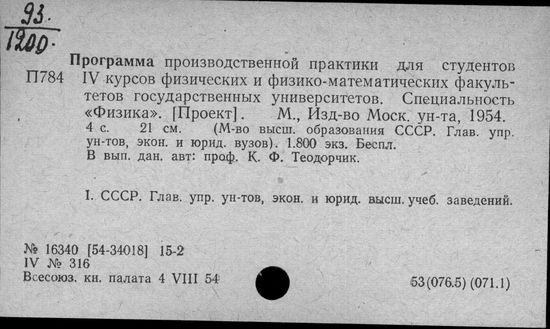 93
1200.
Программа производственной практики для студентов
П784 IV курсов физических и физико-математических факуль-
тетов государственных университетов. Специальность
«Физика». [Проект]. М., Изд-во Моск. ун-та, 1954.
4 с. 21 см. (М-во высш. образования СССР. Глав. упр.
ун-тов, экон. и юрид. вузов). 1.800 экз. Беспл.
В вып. дан. авт: проф. К. Ф. Теодорчик.
I. СССР. Глав. упр. ун-тов, экон. и юрид. высш. учеб. заведений.
№ 16340 [54-34018] 15-2
IV № 316
Всесоюз. кн. палата 4 VIII 54
53(076.5) (071.1)